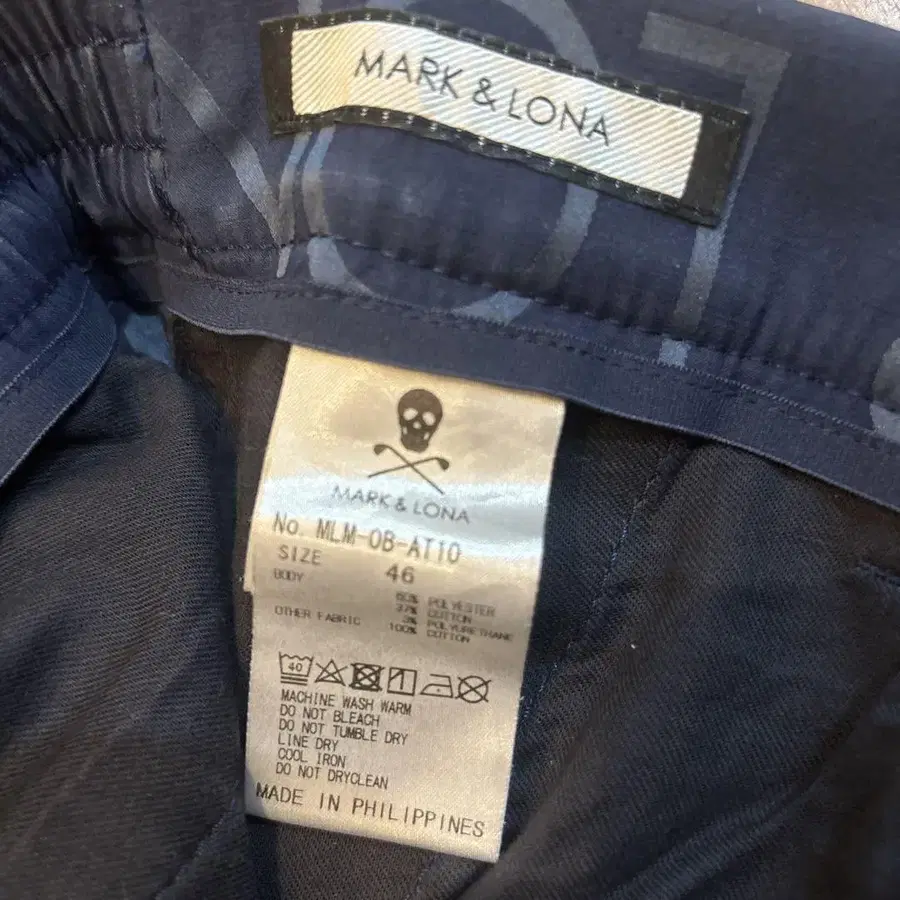 MARK & LONA
MARK & LONA
No. MLM-0B-AT10
SIZE 46
BODY
POLYESTER
37% COTTON
3% POLYURETHANE
OTHER FABRIC 100% COTTON
40
MACHINE WASH WARM
DO NOT BLEACH
DO NOT TUMBLE DRY
LINE DRY
COOL IRON
DO NOT DRYCLEAN
MADE IN PHILIPPINES